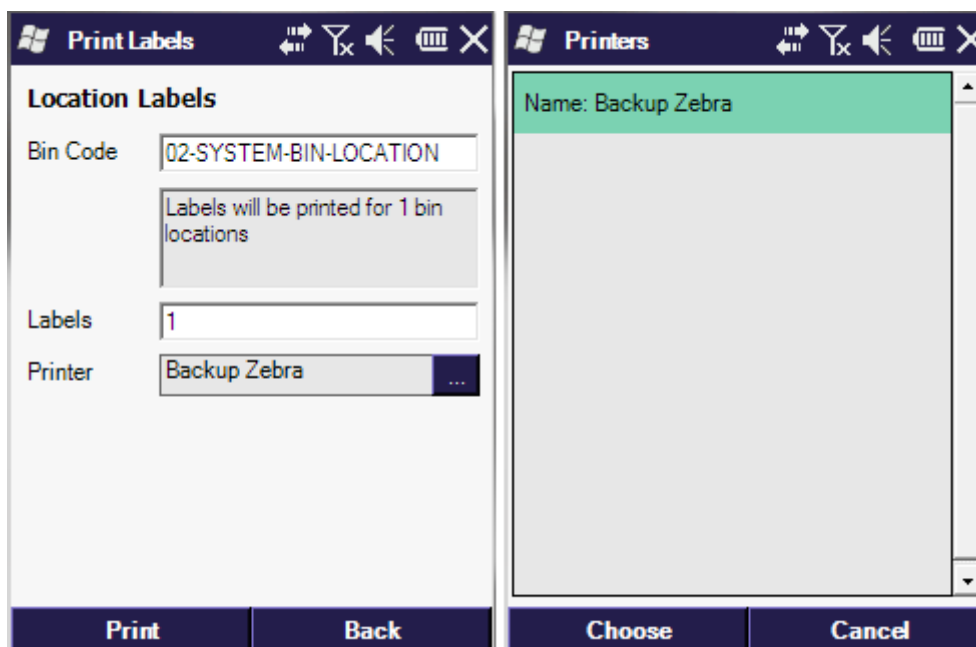 Print Labels
Location Labels
Bin Code 02-SYSTEM-BIN-LOCATION
Labels will be printed for 1 bin
locations
Labels 1
Printer Backup Zebra ...
Print Back
Printers
Name: Backup Zebra
Choose Cancel